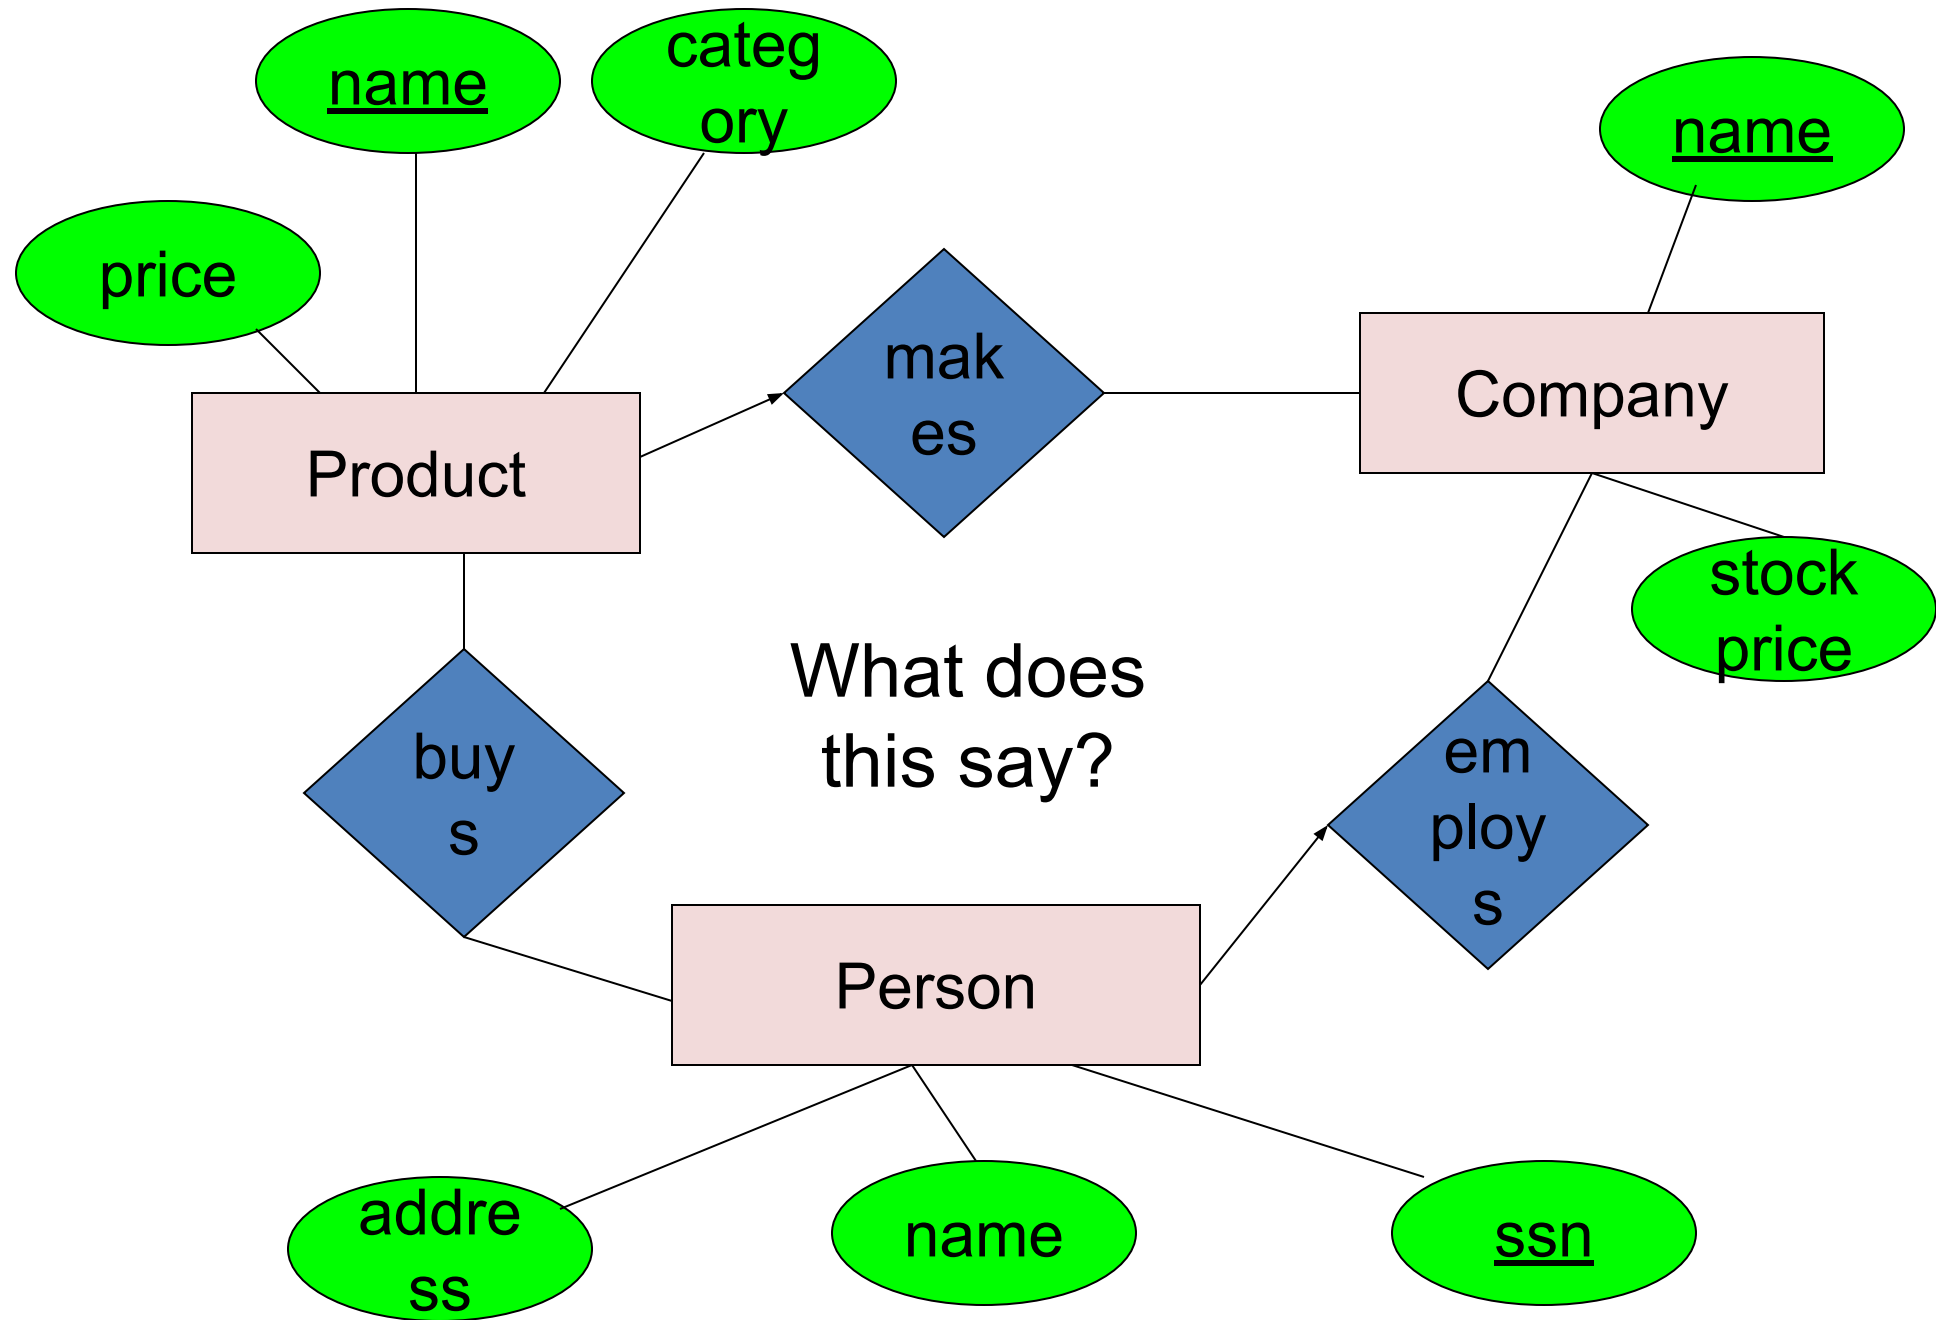 name
categ
ory
name
price
mak
es
Company
Product
stock
price
What does
this say?
buy
s
em
ploy
s
Person
addre
ss
name
ssn